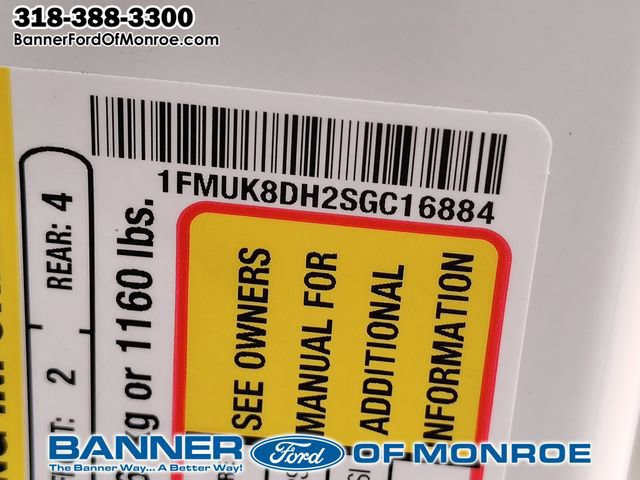 318-388-3300
BannerFordOfMonroe.com
1FMUK8DH2SGC16884
REAR: 4
2
kg or 1160 lbs.
SEE OWNERS
MANUAL FOR
ADDITIONAL
INFORMATION
BANNER Ford OF MONROE
The Banner Way... A Better Way!